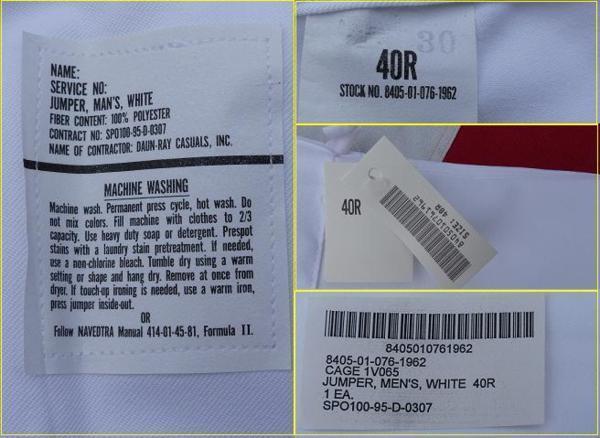 NAME:
SERVICE NO:
JUMPER, MAN'S, WHITE
FIBER CONTENT: 100% POLYESTER
CONTRACT NO: SPO100-95-D-0307
NAME OF CONTRACTOR: DAUN-RAY CASUALS, INC.
MACHINE WASHING
Machine wash. Permanent press cycle, hot wash. Do
not mix colors. Fill machine with clothes to 2/3
capacity. Use heavy duty soap or detergent. Prespot
stains with a laundry stain pretreatment. If needed,
use a non-chlorine bleach. Tumble dry using a warm
setting or shape and hang dry. Remove at once from
dryer. If touch-up ironing is needed, use a warm iron,
press jumper inside-out.
OR
Follow NAVEDTRA Manual 414-01-45-81, Formula II.
30
40R
STOCK NO. 8405-01-076-1962
40R
8405010761962
SIZE: 40R
8405010761962
8405-01-076-1962
CAGE 1V065
JUMPER, MEN'S, WHITE 40R
1 EA.
SPO100-95-D-0307